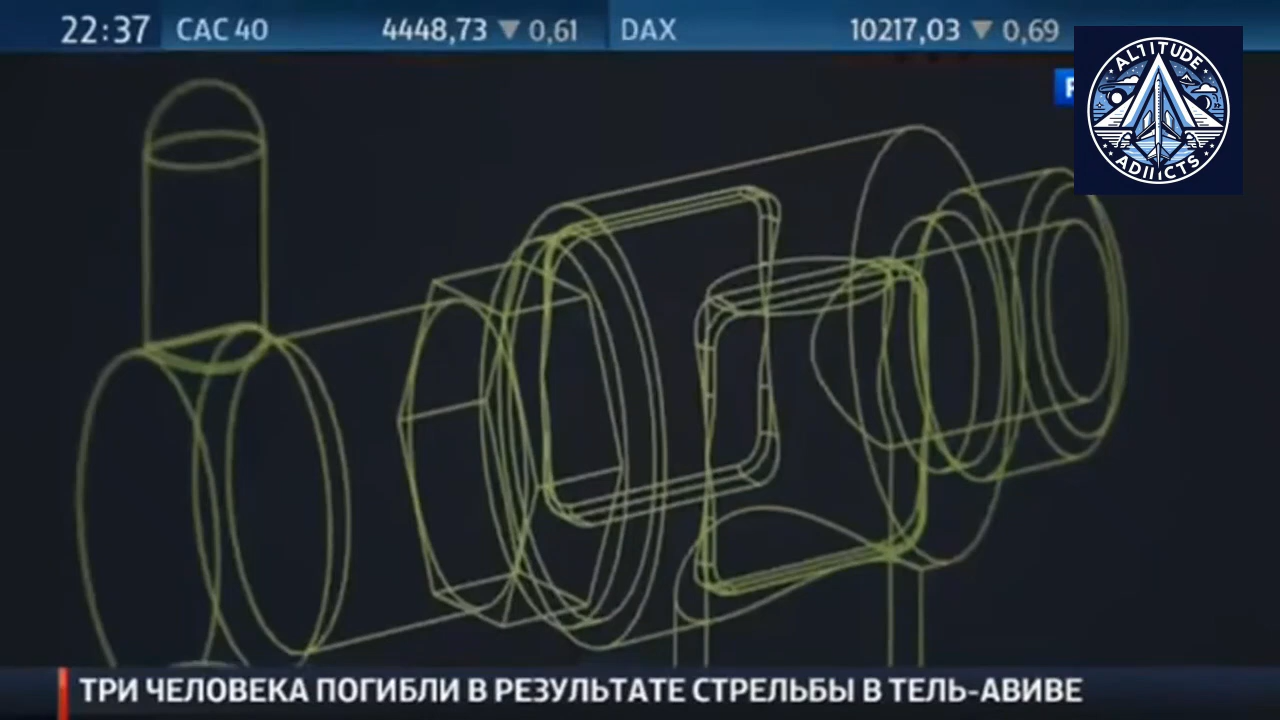 22:37 CAC 40 4448,73 ▼ 0,61 DAX 10217,03 ▼ 0,69
ALTITUDE
ADIICTS
ТРИ ЧЕЛОВЕКА ПОГИБЛИ В РЕЗУЛЬТАТЕ СТРЕЛЬБЫ В ТЕЛЬ-АВИВЕ